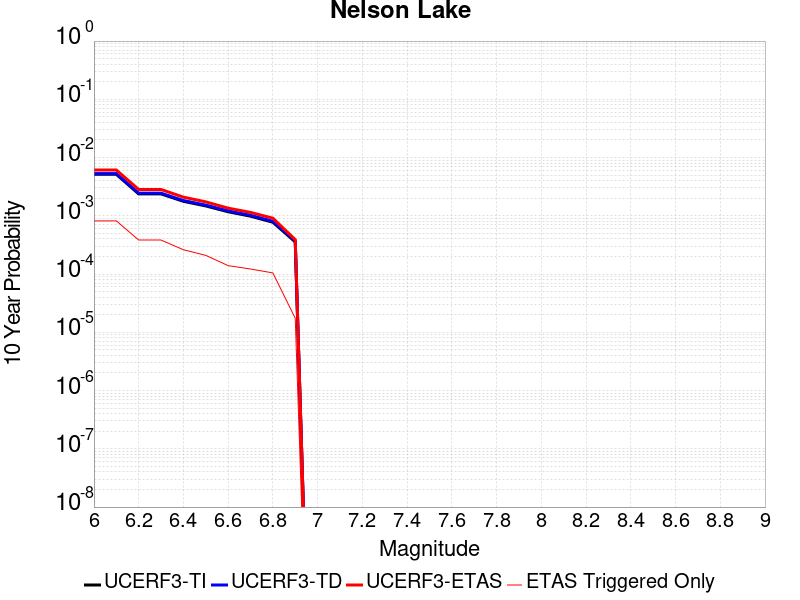 Nelson Lake
10^0
10^-1
10^-2
10^-3
10^-4
10^-5
10^-6
10^-7
10^-8
10 Year Probability
6 6.2 6.4 6.6 6.8 7 7.2 7.4 7.6 7.8 8 8.2 8.4 8.6 8.8 9
Magnitude
UCERF3-TI UCERF3-TD UCERF3-ETAS ETAS Triggered Only